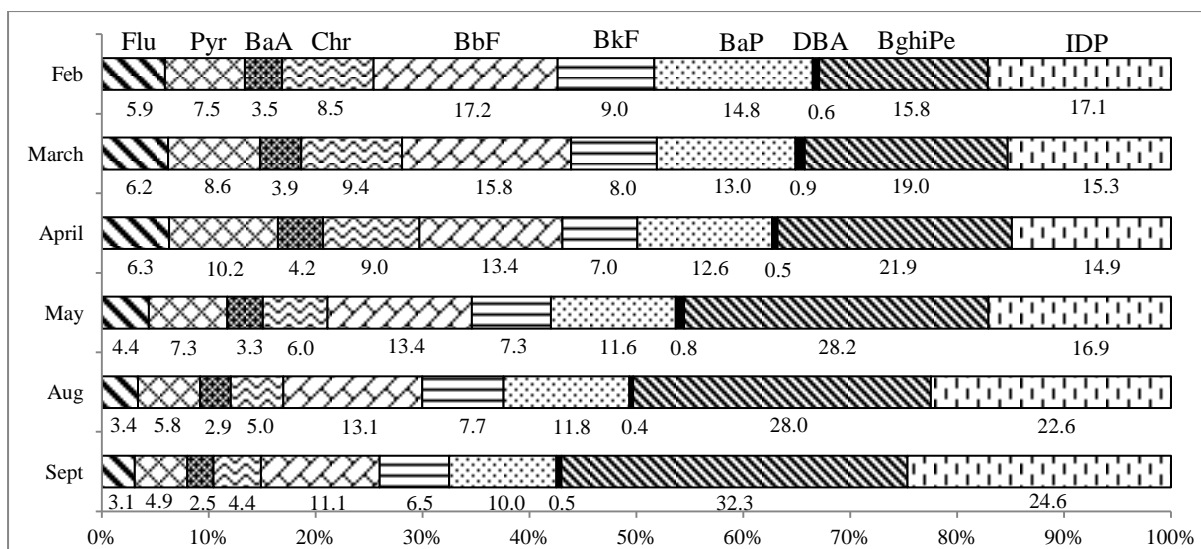 Flu Pyr BaA Chr BbF BkF BaP DBA BghiPe IDP
Feb
5.9 7.5 3.5 8.5 17.2 9.0 14.8 0.6 15.8 17.1
March
6.2 8.6 3.9 9.4 15.8 8.0 13.0 0.9 19.0 15.3
April
6.3 10.2 4.2 9.0 13.4 7.0 12.6 0.5 21.9 14.9
May
4.4 7.3 3.3 6.0 13.4 7.3 11.6 0.8 28.2 16.9
Aug
3.4 5.8 2.9 5.0 13.1 7.7 11.8 0.4 28.0 22.6
Sept
3.1 4.9 2.5 4.4 11.1 6.5 10.0 0.5 32.3 24.6
0% 10% 20% 30% 40% 50% 60% 70% 80% 90% 100%